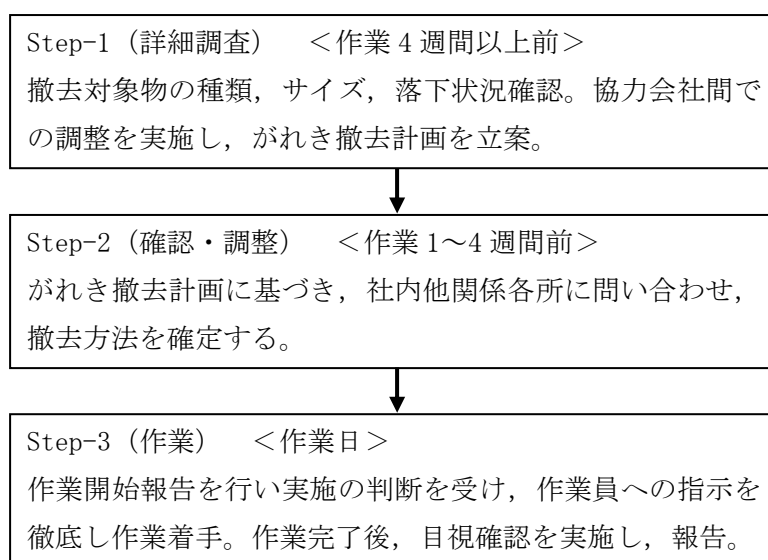 Step-1（詳細調査）　＜作業 4 週間以上前＞
撤去対象物の種類，サイズ，落下状況確認。協力会社間で
の調整を実施し，がれき撤去計画を立案。
Step-2（確認・調整）　＜作業 1～4 週間前＞
がれき撤去計画に基づき，社内他関係各所に問い合わせ，
撤去方法を確定する。
Step-3（作業）　＜作業日＞
作業開始報告を行い実施の判断を受け，作業員への指示を
徹底し作業着手。作業完了後，目視確認を実施し，報告。